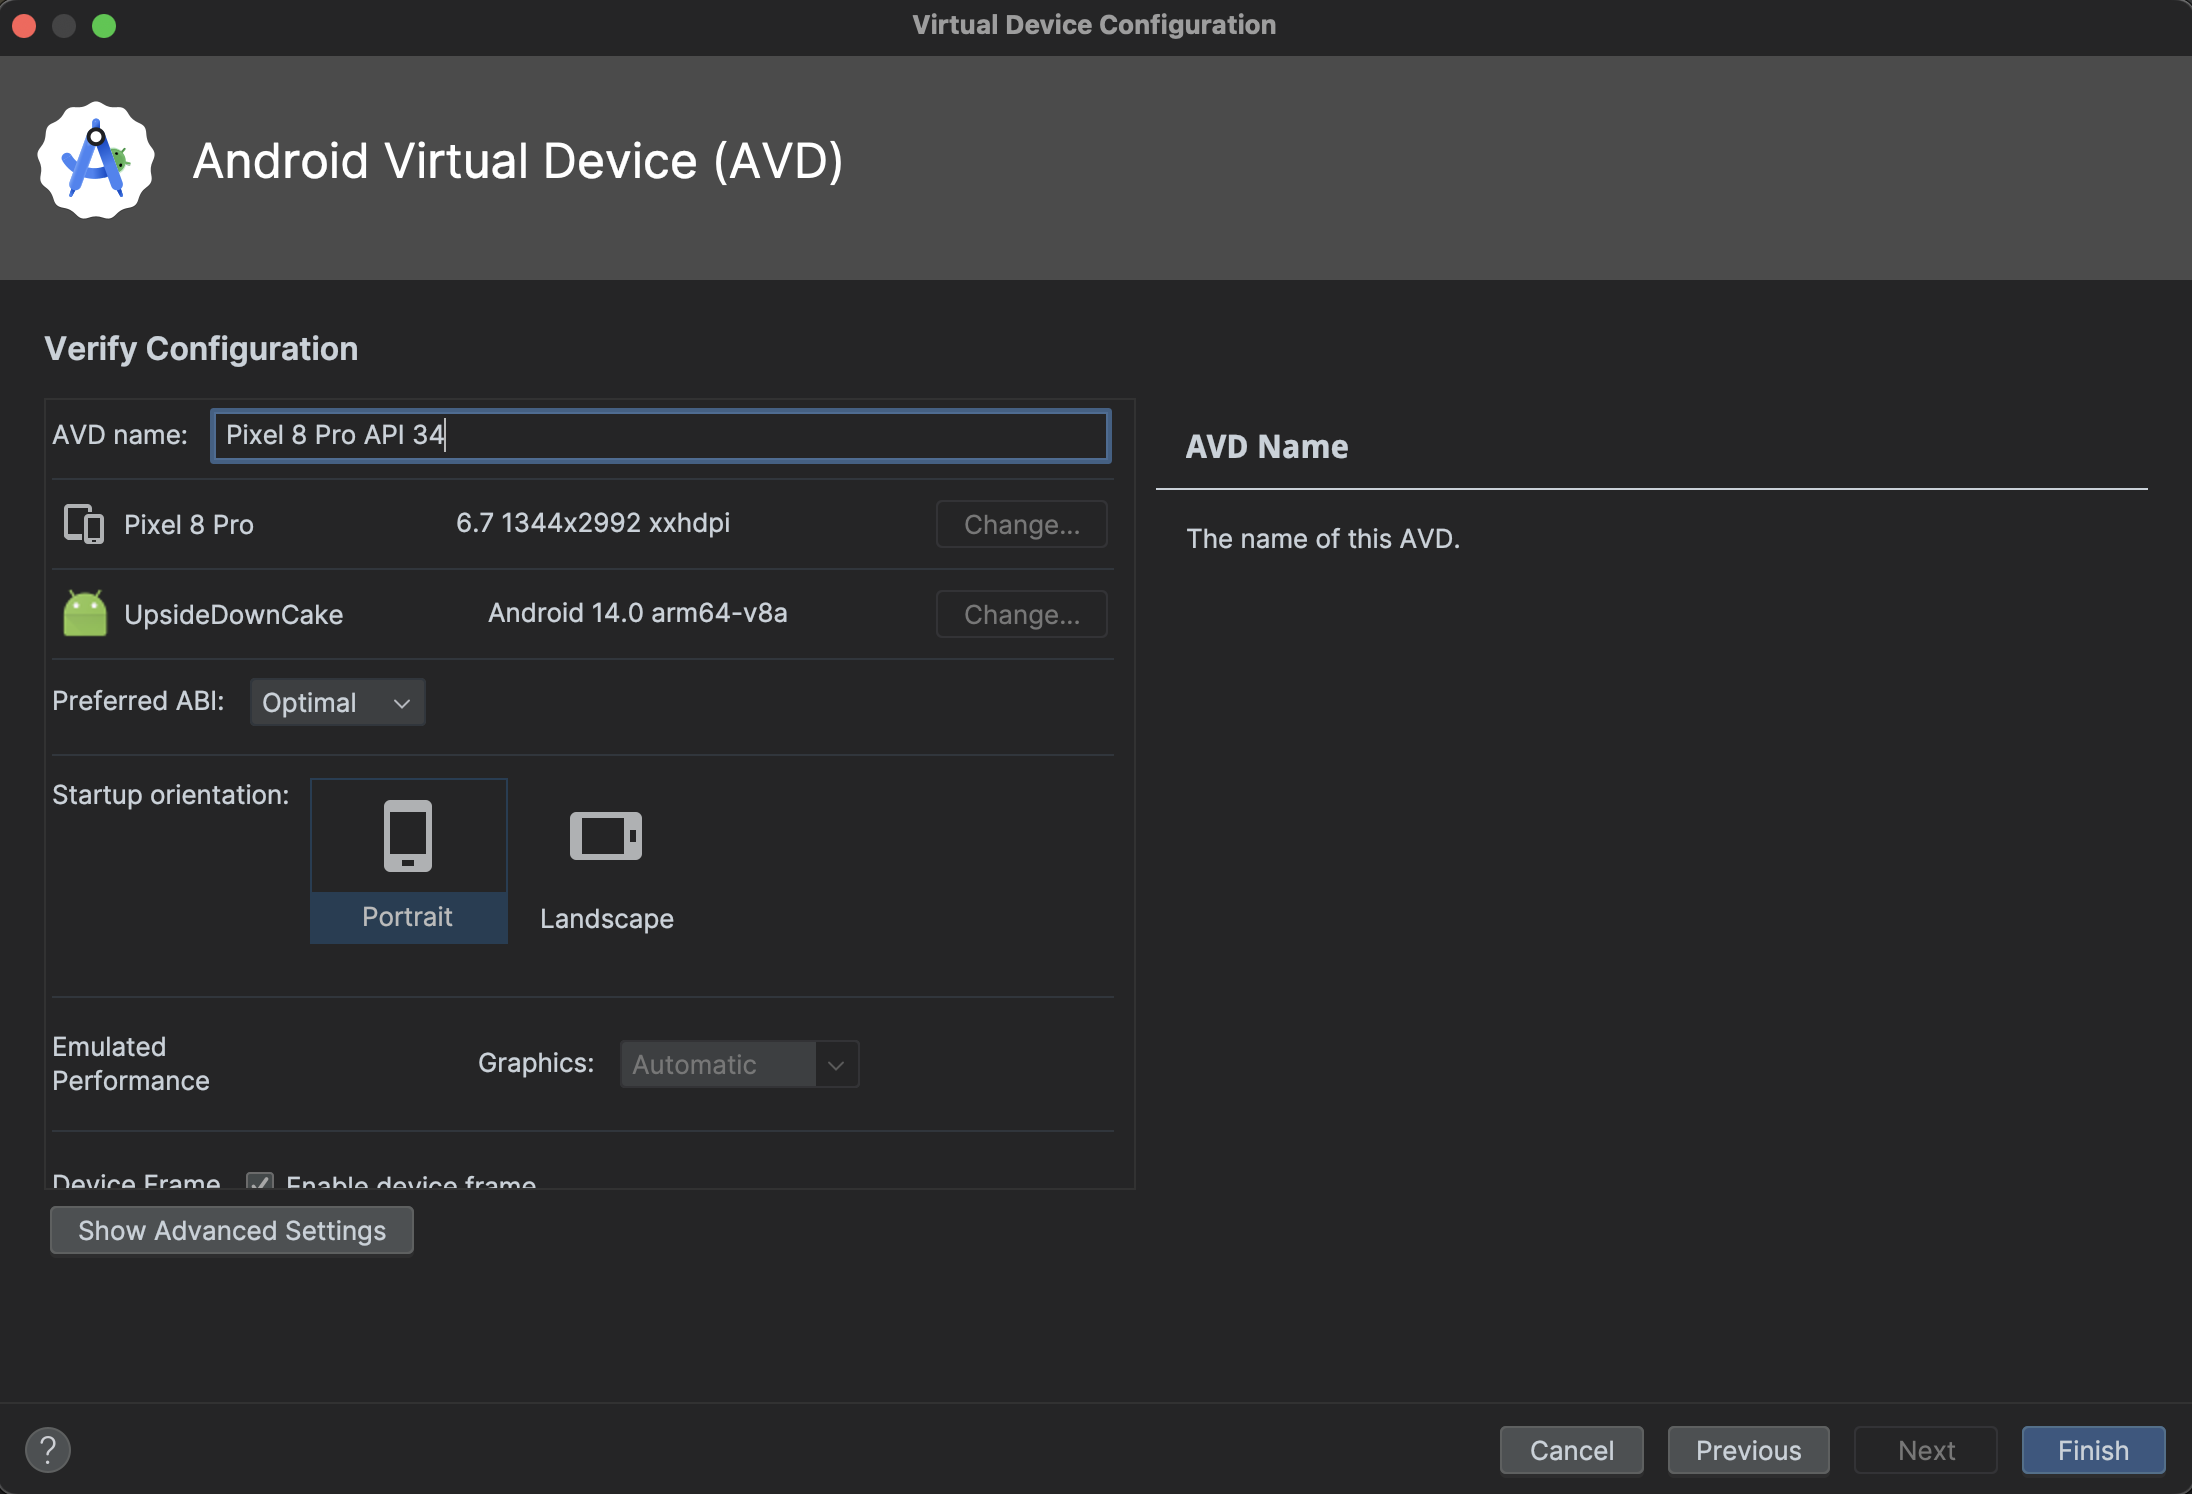 Virtual Device Configuration
Android Virtual Device (AVD)
Verify Configuration
AVD name: Pixel 8 Pro API 34
Pixel 8 Pro 6.7 1344x2992 xxhdpi Change...
UpsideDownCake Android 14.0 arm64-v8a Change...
Preferred ABI: Optimal
Startup orientation:
Portrait Landscape
Emulated
Performance
Graphics: Automatic
Device Frame Enable device frame
Show Advanced Settings
AVD Name
The name of this AVD.
? Cancel Previous Next Finish